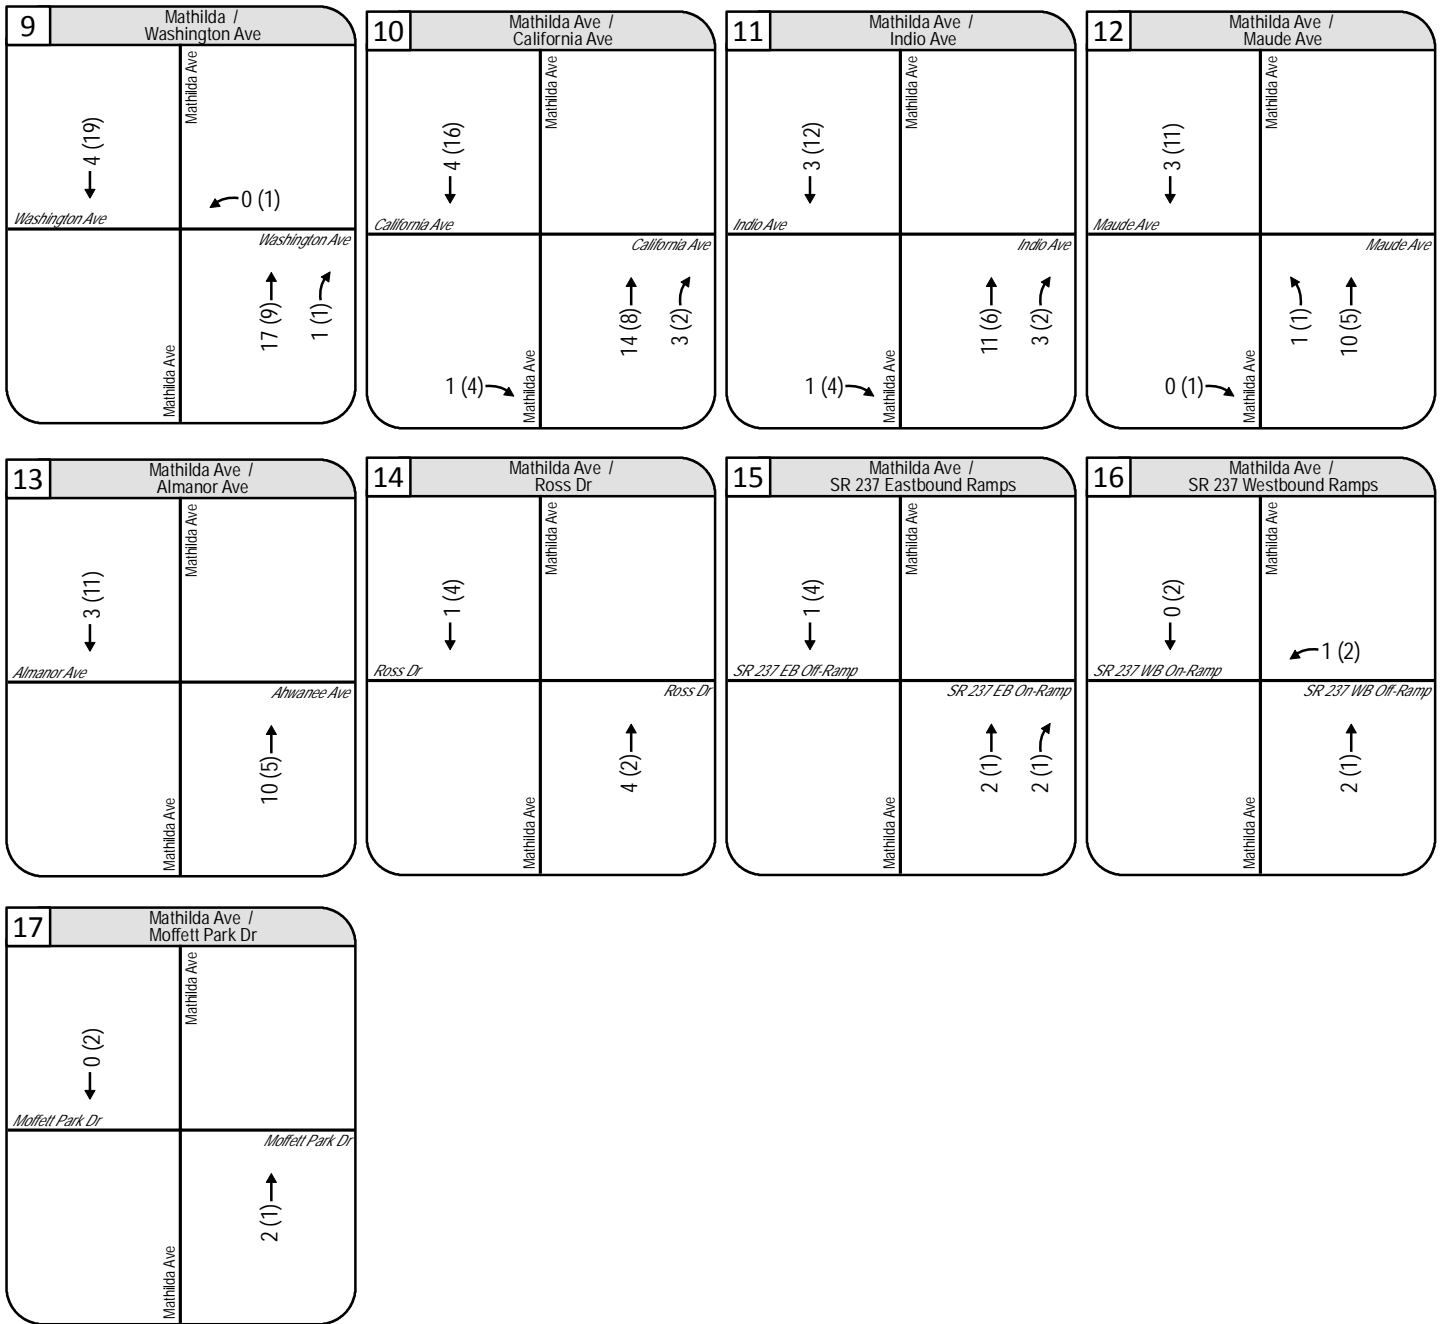 9
Mathilda /
Washington Ave
Mathilda Ave
4 (19)
0 (1)
Washington Ave
Washington Ave
17 (9)
1 (1)
Mathilda Ave
10
Mathilda Ave /
California Ave
Mathilda Ave
4 (16)
California Ave
California Ave
14 (8)
3 (2)
1 (4)
Mathilda Ave
11
Mathilda Ave /
Indio Ave
Mathilda Ave
3 (12)
Indio Ave
Indio Ave
11 (6)
3 (2)
1 (4)
Mathilda Ave
12
Mathilda Ave /
Maude Ave
Mathilda Ave
3 (11)
Maude Ave
Maude Ave
1 (1)
10 (5)
0 (1)
Mathilda Ave
13
Mathilda Ave /
Almanor Ave
Mathilda Ave
3 (11)
Almanor Ave
Ahwanee Ave
10 (5)
Mathilda Ave
14
Mathilda Ave /
Ross Dr
Mathilda Ave
1 (4)
Ross Dr
Ross Dr
4 (2)
Mathilda Ave
15
Mathilda Ave /
SR 237 Eastbound Ramps
Mathilda Ave
1 (4)
SR 237 EB Off-Ramp
SR 237 EB On-Ramp
2 (1)
2 (1)
Mathilda Ave
16
Mathilda Ave /
SR 237 Westbound Ramps
Mathilda Ave
0 (2)
1 (2)
SR 237 WB On-Ramp
SR 237 WB Off-Ramp
2 (1)
Mathilda Ave
17
Mathilda Ave /
Moffett Park Dr
Mathilda Ave
0 (2)
Moffett Park Dr
Moffett Park Dr
2 (1)
Mathilda Ave